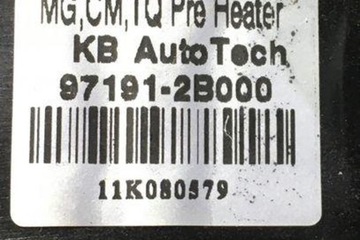 MG,CM,TQ Pre Heater
KB AutoTech
97191-2B000
11K080579